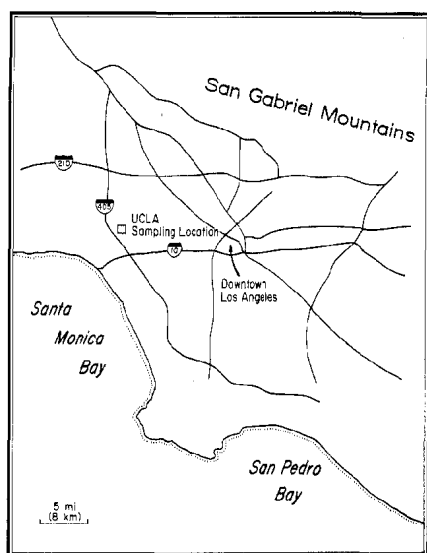 San Gabriel Mountains
210
405
UCLA
Sampling Location
10
Downtown
Los Angeles
Santa
Monica
Bay
San Pedro
Bay
5 mi
(8 km)